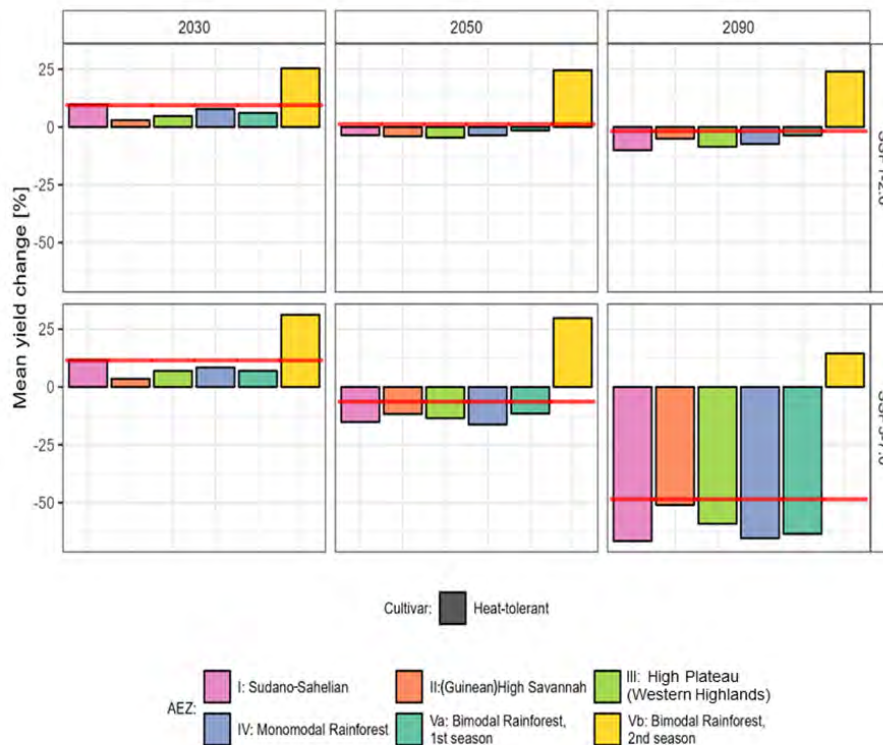 2030
2050
2090
Mean yield change [%]
25
0
-25
-50
25
0
-25
-50
Cultivar:
Heat-tolerant
AEZ:
I: Sudano-Sahelian
II:(Guinean)High Savannah
III: High Plateau
(Western Highlands)
IV: Monomodal Rainforest
Va: Bimodal Rainforest,
1st season
Vb: Bimodal Rainforest,
2nd season